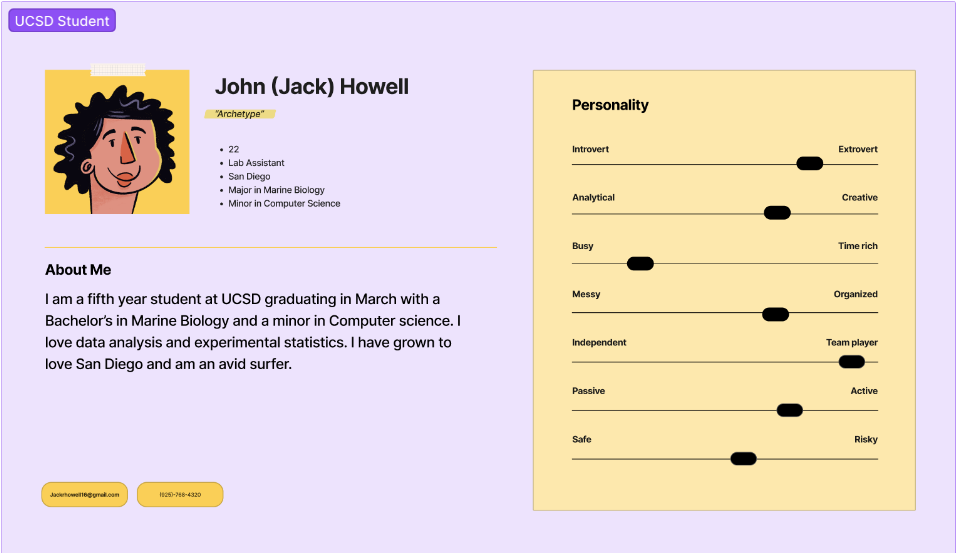 UCSD Student
John (Jack) Howell
"Archetype"
• 22
• Lab Assistant
• San Diego
• Major in Marine Biology
• Minor in Computer Science
About Me
I am a fifth year student at UCSD graduating in March with a
Bachelor's in Marine Biology and a minor in Computer science. I
love data analysis and experimental statistics. I have grown to
love San Diego and am an avid surfer.
Jackrhowell16@gmail.com
(925)-768-4320
Personality
Introvert Extrovert
Analytical Creative
Busy Time rich
Messy Organized
Independent Team player
Passive Active
Safe Risky